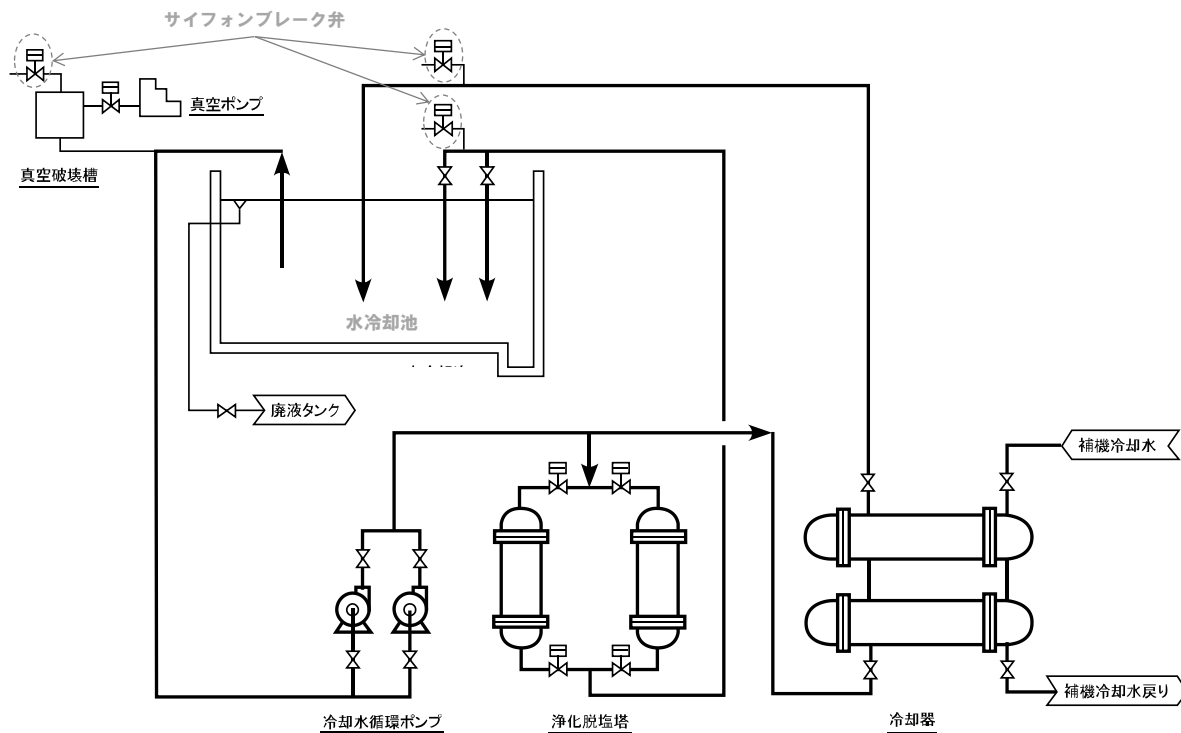 サイフォンブレーク弁
真空ポンプ
真空破壊槽
水冷却池
廃液タンク
補機冷却水
補機冷却水戻り
冷却水循環ポンプ
浄化脱塩塔
冷却器